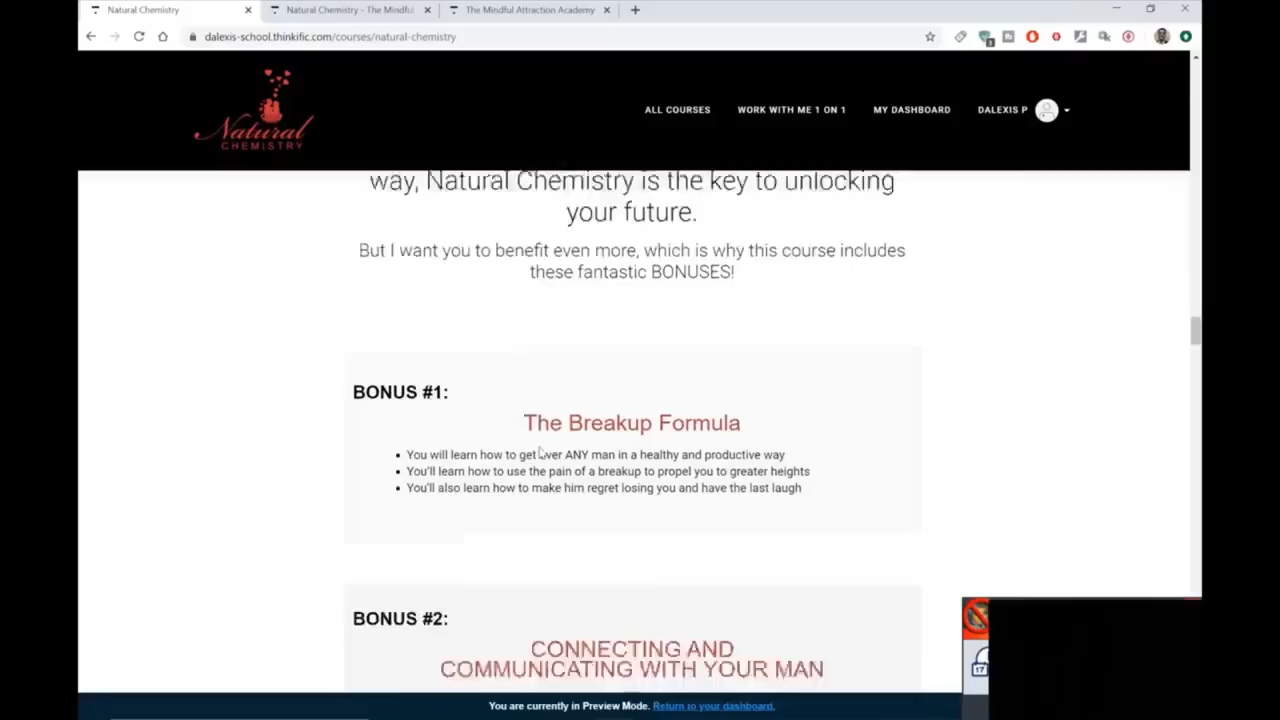 Natural Chemistry
Natural Chemistry - The Mindful
The Mindful Attraction Academy
dalexis-school.thinkific.com/courses/natural-chemistry
Natural
CHEMISTRY
ALL COURSES
WORK WITH ME 1 ON 1
MY DASHBOARD
DALEXIS P
way, Natural Chemistry is the key to unlocking
your future.
But I want you to benefit even more, which is why this course includes
these fantastic BONUSES!
BONUS #1:
The Breakup Formula
You will learn how to get over ANY man in a healthy and productive way
You'll learn how to use the pain of a breakup to propel you to greater heights
You'll also learn how to make him regret losing you and have the last laugh
BONUS #2:
CONNECTING AND
COMMUNICATING WITH YOUR MAN
17
You are currently in Preview Mode. Return to your dashboard.